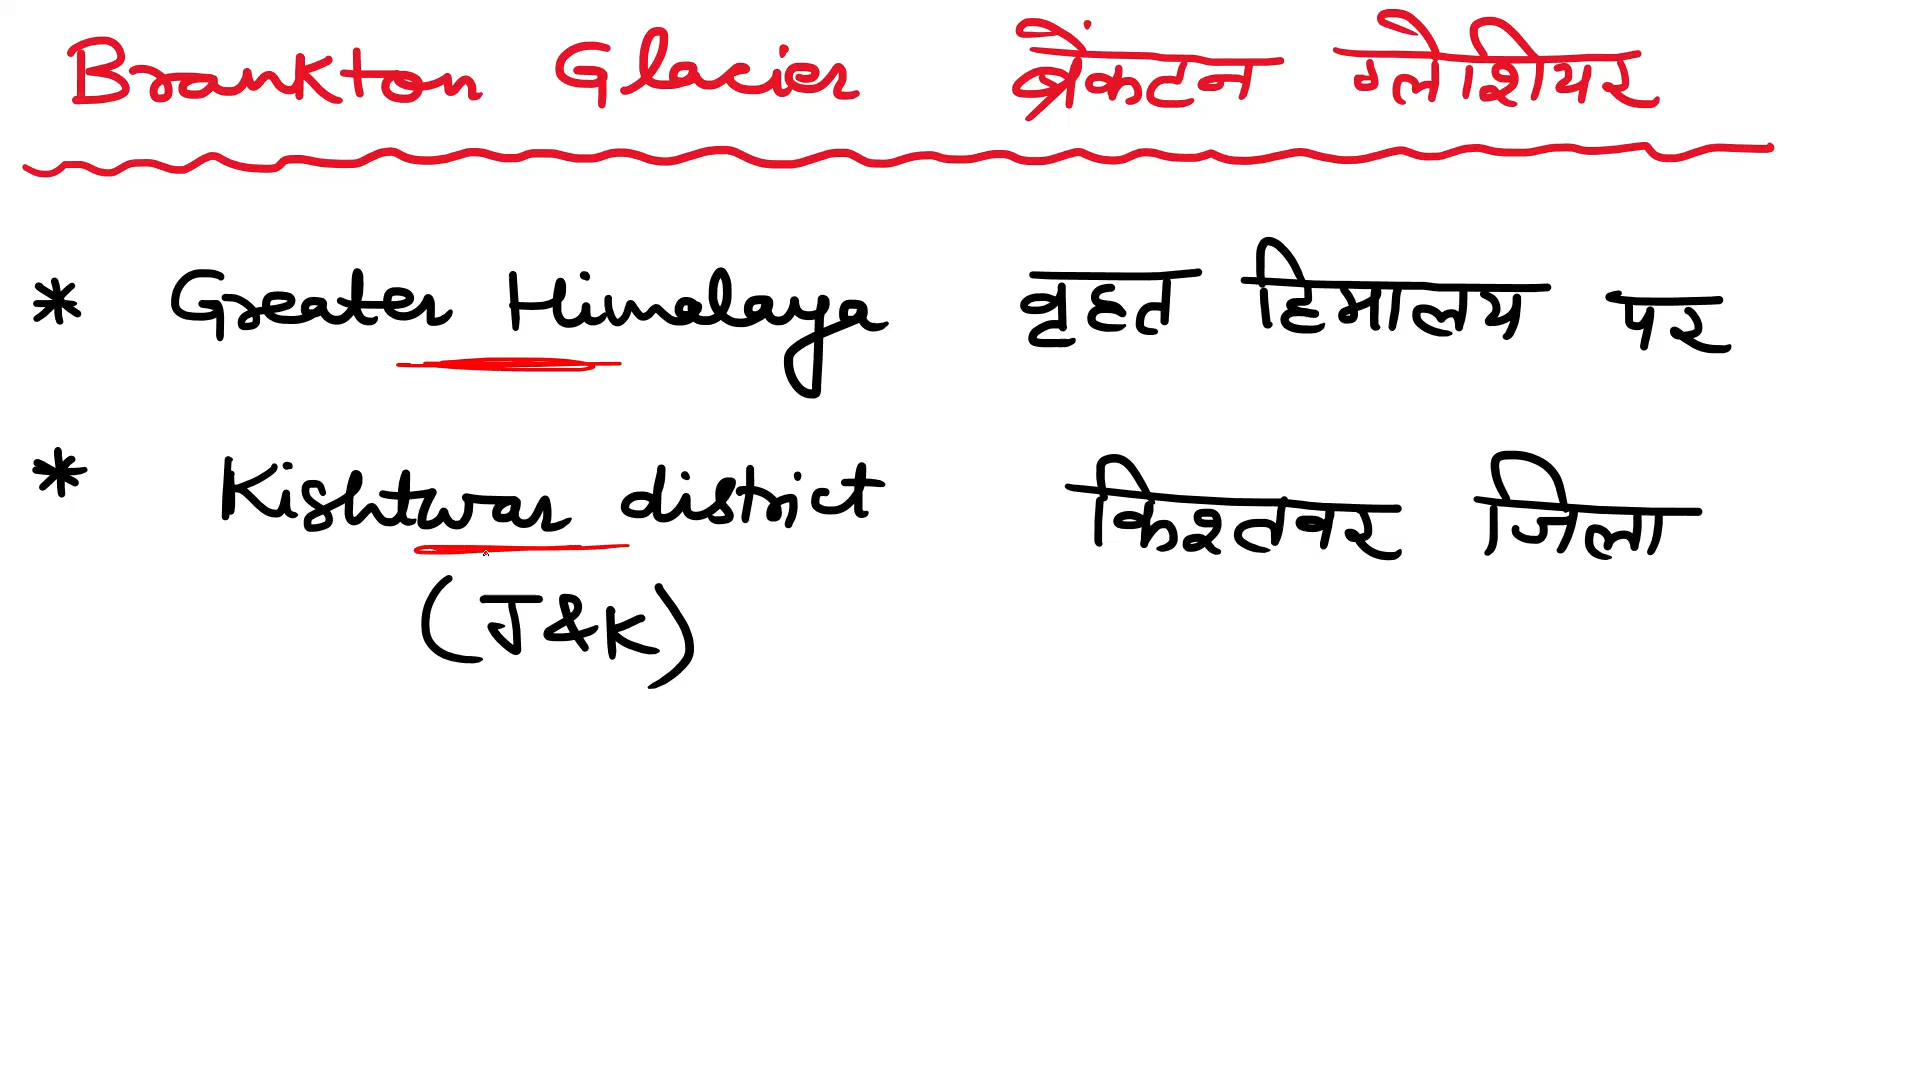 Brankton Glacier ब्रैंकटन ग्लेशियर
* Greater Himalaya वृहत हिमालय पर
* Kishtwar district किश्तवर जिला
(J&K)